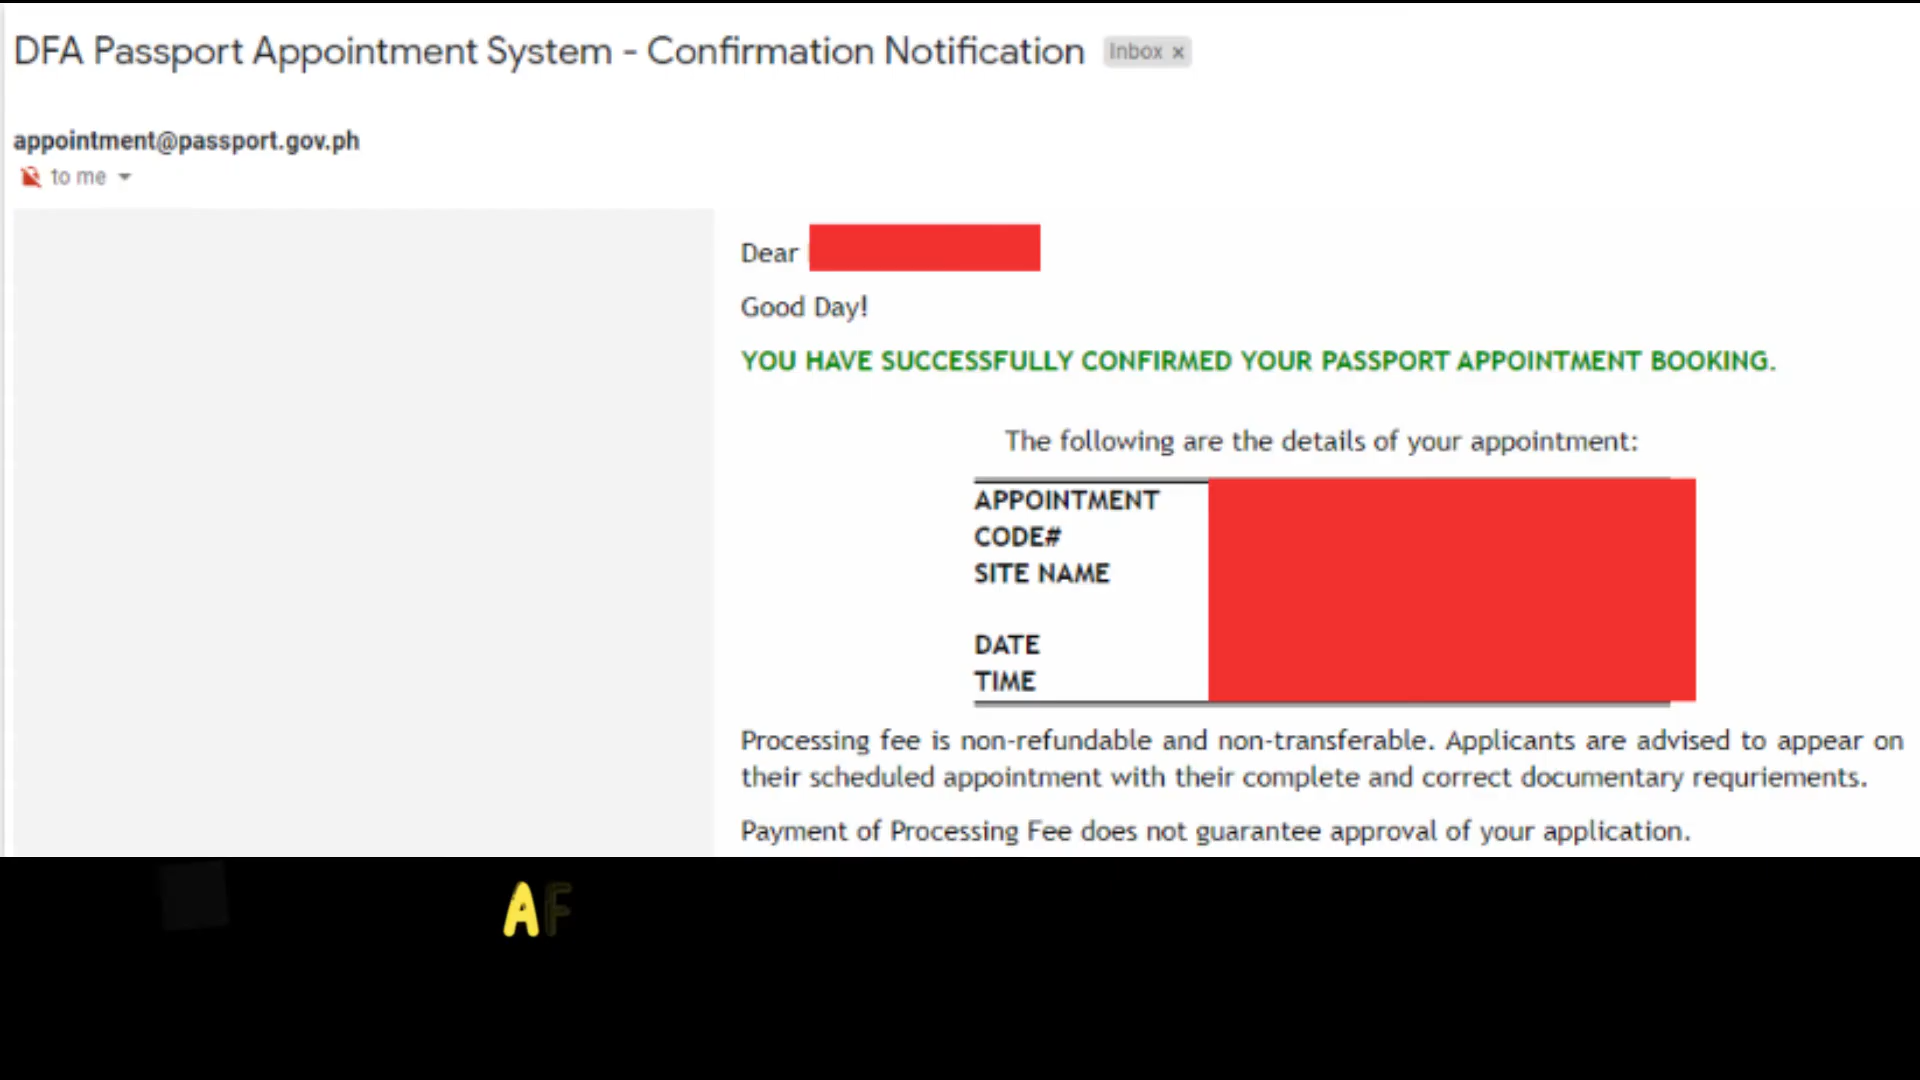 DFA Passport Appointment System - Confirmation Notification Inbox x
appointment@passport.gov.ph
to me
Dear
Good Day!
YOU HAVE SUCCESSFULLY CONFIRMED YOUR PASSPORT APPOINTMENT BOOKING.
The following are the details of your appointment:
APPOINTMENT
CODE#
SITE NAME
DATE
TIME
Processing fee is non-refundable and non-transferable. Applicants are advised to appear on
their scheduled appointment with their complete and correct documentary requriements.
Payment of Processing Fee does not guarantee approval of your application.
AF